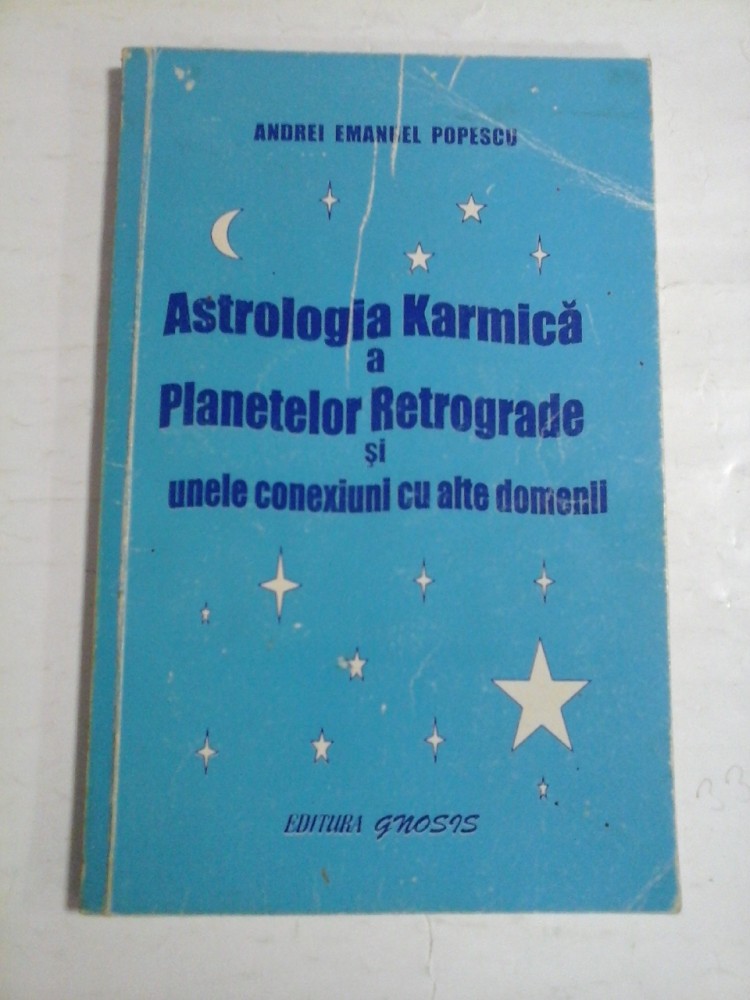 ANDREI EMANUEL POPESCU
Astrologia Karmică
a
Planetelor Retrograde
și
unele conexiuni cu alte domenii
EDITURA GNOSIS